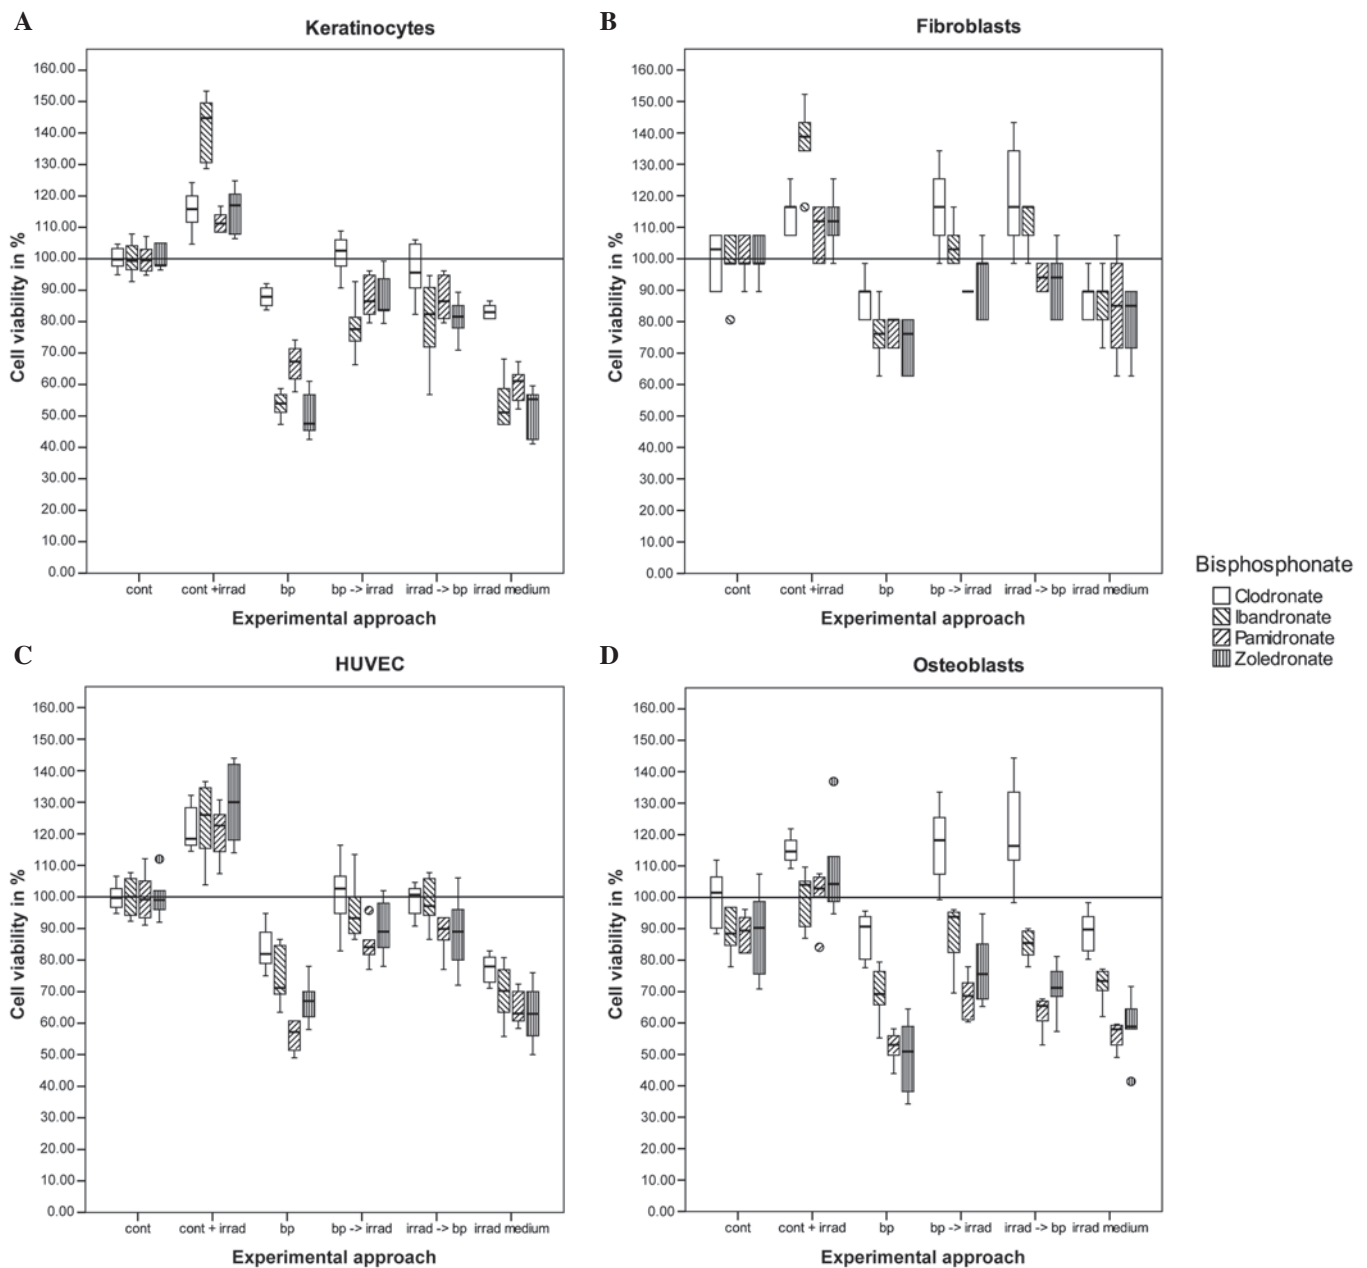 A
Keratinocytes
160.00
150.00
140.00
130.00
120.00
110.00
100.00
90.00
80.00
70.00
60.00
50.00
40.00
30.00
20.00
10.00
0.00
Cell viability in %
cont
cont +irrad
bp
bp -> irrad
irrad -> bp
irrad medium
Experimental approach
B
Fibroblasts
160.00
150.00
140.00
130.00
120.00
110.00
100.00
90.00
80.00
70.00
60.00
50.00
40.00
30.00
20.00
10.00
0.00
Cell viability in %
cont
cont +irrad
bp
bp -> irrad
irrad -> bp
irrad medium
Experimental approach
Bisphosphonate
Clodronate
Ibandronate
Pamidronate
Zoledronate
C
HUVEC
160.00
150.00
140.00
130.00
120.00
110.00
100.00
90.00
80.00
70.00
60.00
50.00
40.00
30.00
20.00
10.00
0.00
Cell viability in %
cont
cont + irrad
bp
bp -> irrad
irrad -> bp
irrad medium
Experimental approach
D
Osteoblasts
160.00
150.00
140.00
130.00
120.00
110.00
100.00
90.00
80.00
70.00
60.00
50.00
40.00
30.00
20.00
10.00
0.00
Cell viability in %
cont
cont + irrad
bp
bp -> irrad
irrad -> bp
irrad medium
Experimental approach